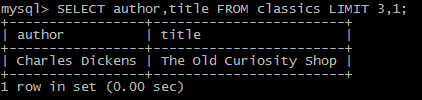 mysql> SELECT author,title FROM classics LIMIT 3,1;
+-----------------+------------------------+
| author          | title                  |
+-----------------+------------------------+
| Charles Dickens | The Old Curiosity Shop |
+-----------------+------------------------+
1 row in set (0.00 sec)